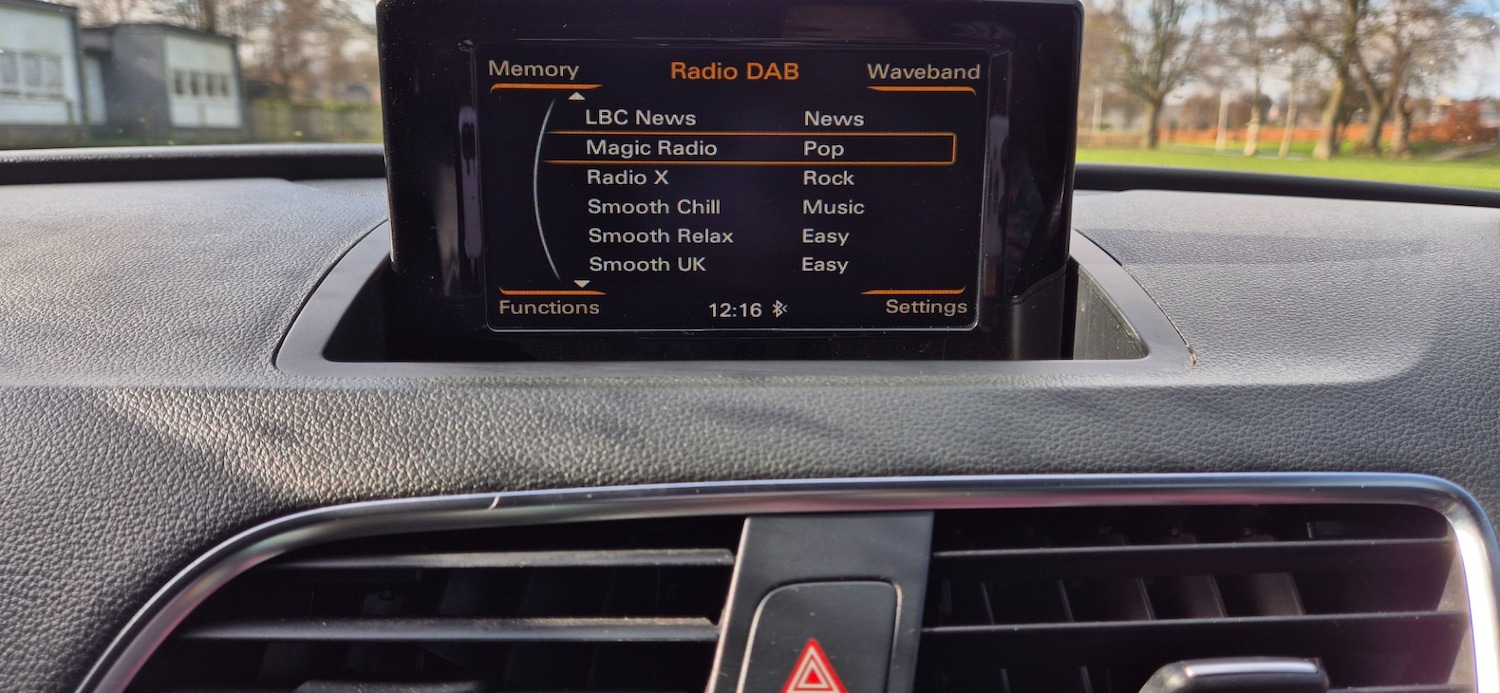 Memory Radio DAB Waveband
LBC News News
Magic Radio Pop
Radio X Rock
Smooth Chill Music
Smooth Relax Easy
Smooth UK Easy
Functions 12:16 Settings